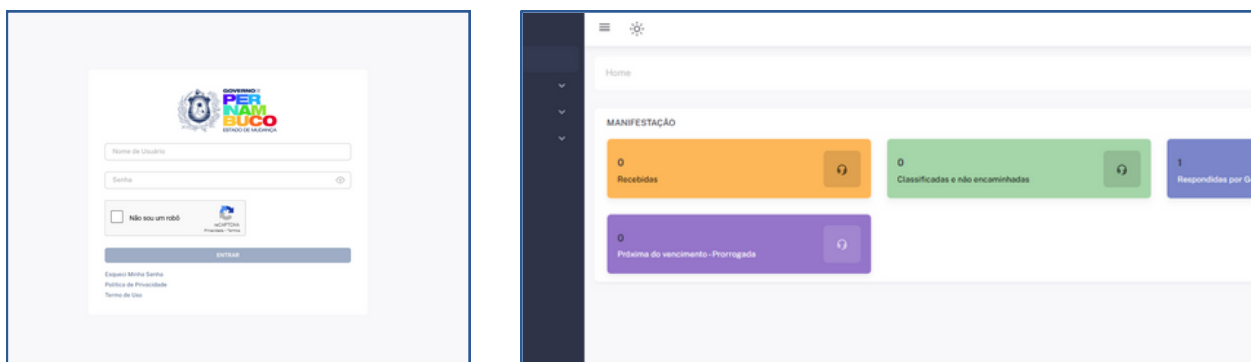 GOVERNO DE
PER
NAM
BUCO
ESTADO DE MUDANÇA
Nome de Usuário
Senha
Não sou um robô
reCAPTCHA
Privacidade - Termos
ENTRAR
Esqueci Minha Senha
Política de Privacidade
Termo de Uso
Home
MANIFESTAÇÃO
0
Recebidas
0
Classificadas e não encaminhadas
1
Respondidas por G
0
Próxima do vencimento - Prorrogada